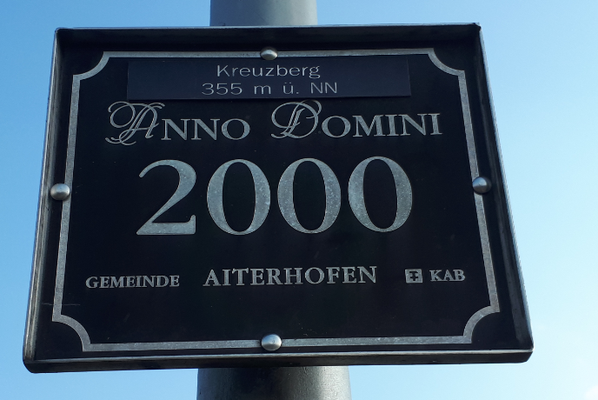 Kreuzberg
355 m ü. NN
ANNO DOMINI
2000
GEMEINDE AITERHOFEN KAB